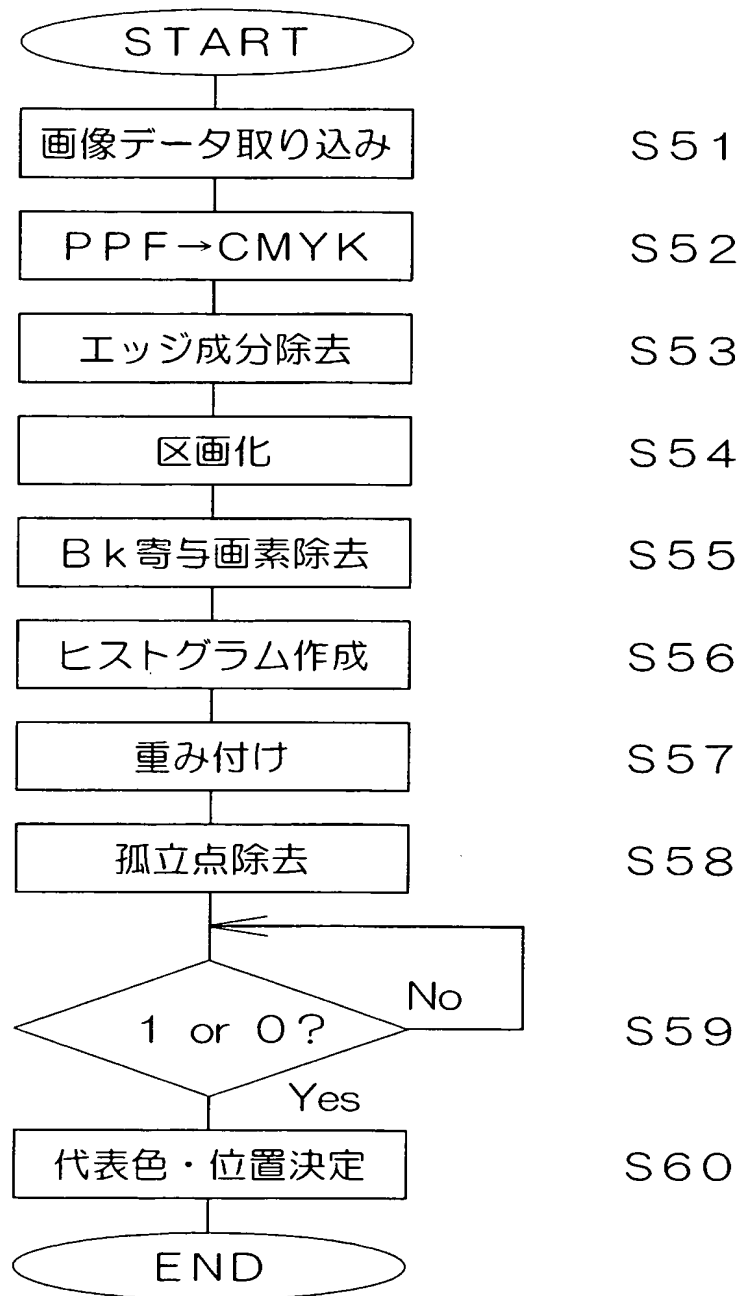 START
画像データ取り込み S51
PPF→CMYK S52
エッジ成分除去 S53
区画化 S54
Bk寄与画素除去 S55
ヒストグラム作成 S56
重み付け S57
孤立点除去 S58
No
1 or 0? S59
Yes
代表色・位置決定 S60
END